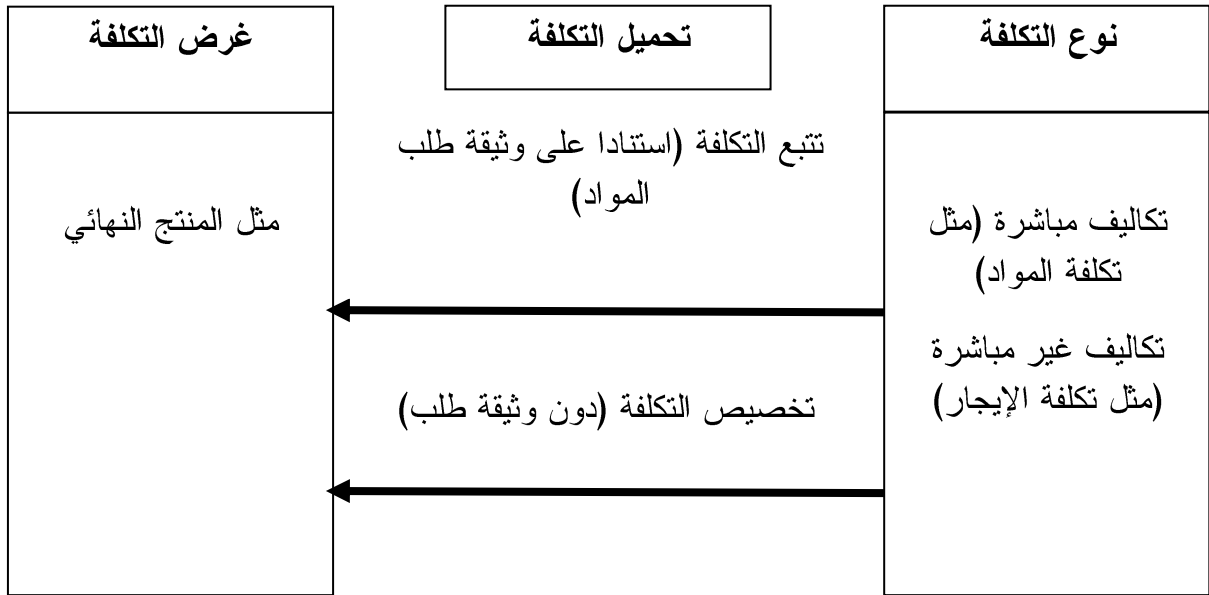 نوع التكلفة
تكاليف مباشرة (مثل
تكلفة المواد)
تكاليف غير مباشرة
(مثل تكلفة الإيجار)
تحميل التكلفة
تتبع التكلفة (استنادا على وثيقة طلب
المواد)
تخصيص التكلفة (دون وثيقة طلب)
غرض التكلفة
مثل المنتج النهائي